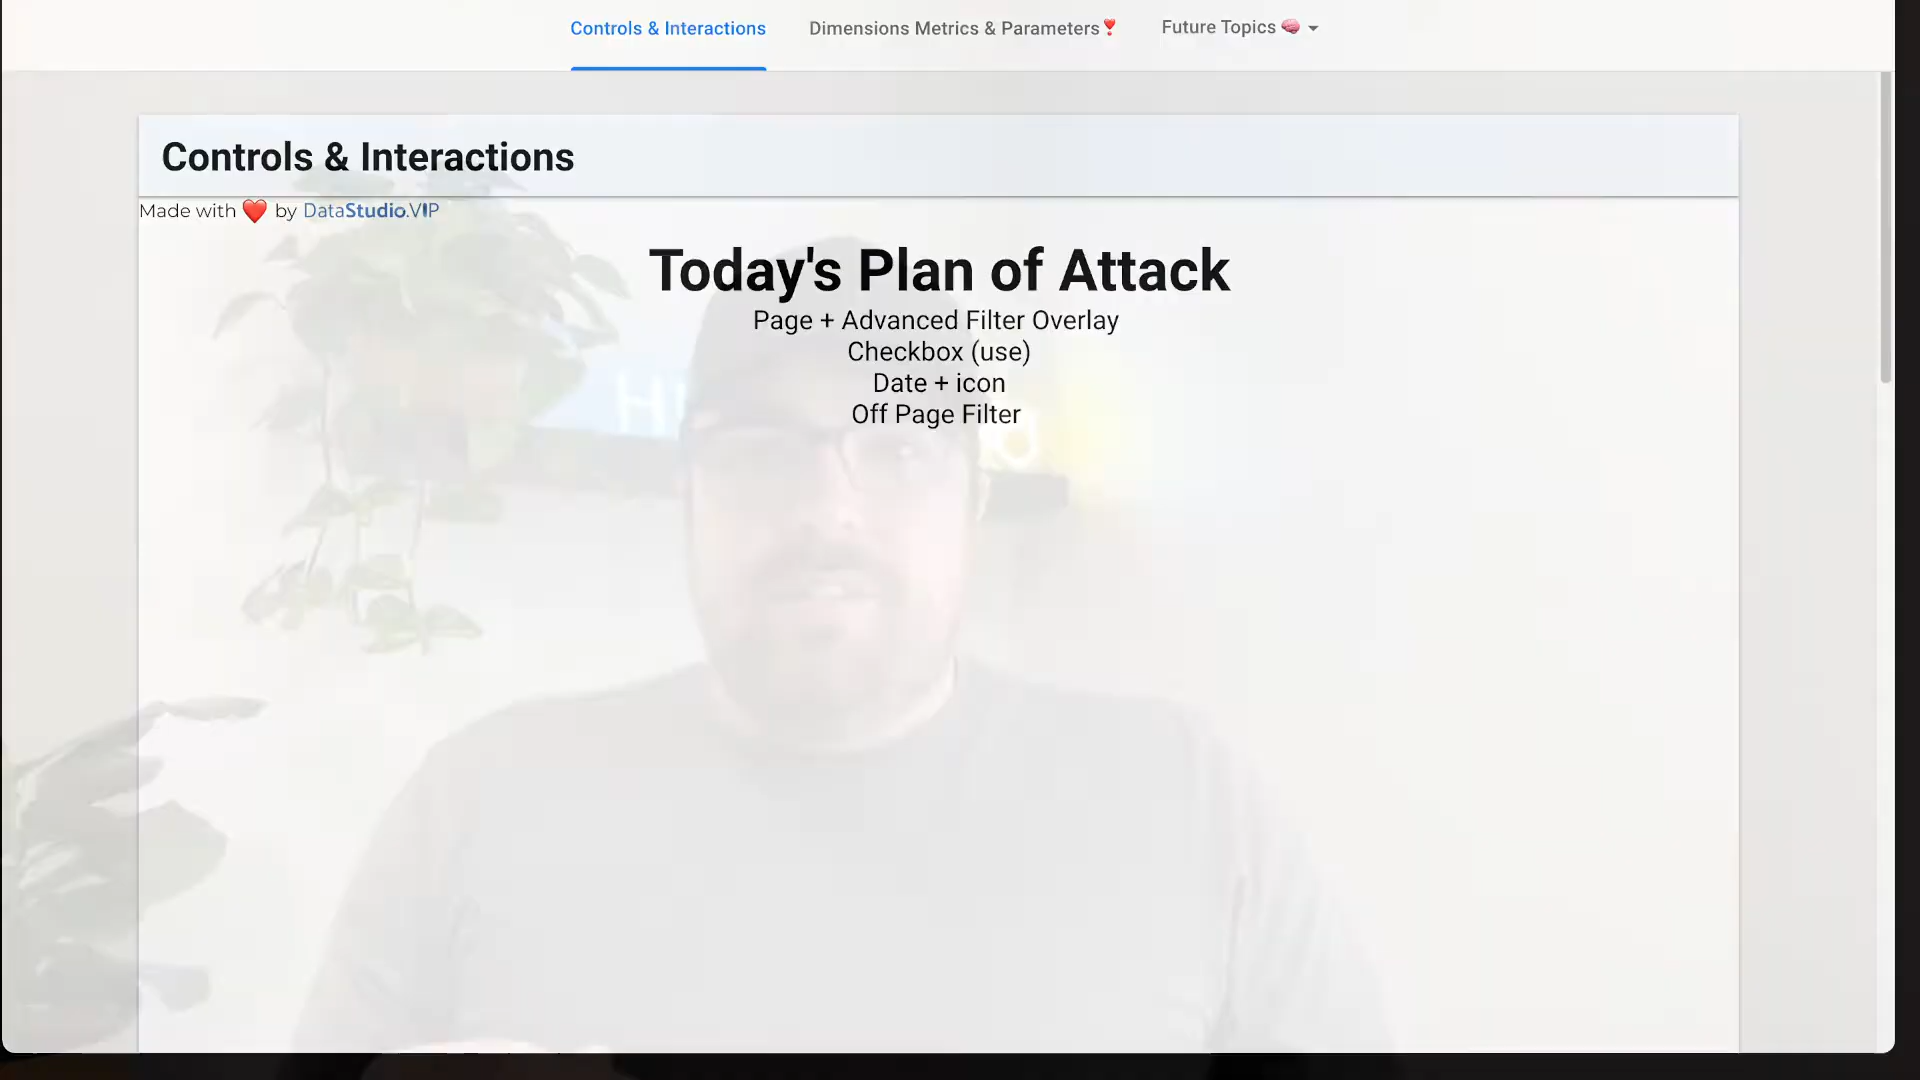 Controls & Interactions
Dimensions Metrics & Parameters❣️
Future Topics 🧠
Controls & Interactions
Made with ❤️ by DataStudio.VIP
Today's Plan of Attack
Page + Advanced Filter Overlay
Checkbox (use)
Date + icon
Off Page Filter